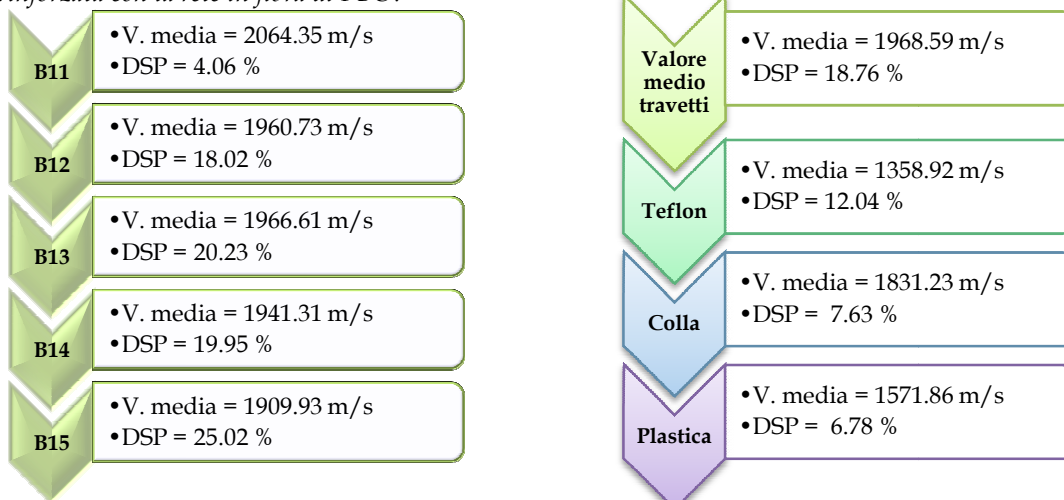 B11
•V. media = 2064.35 m/s
•DSP = 4.06 %
B12
•V. media = 1960.73 m/s
•DSP = 18.02 %
B13
•V. media = 1966.61 m/s
•DSP = 20.23 %
B14
•V. media = 1941.31 m/s
•DSP = 19.95 %
B15
•V. media = 1909.93 m/s
•DSP = 25.02 %
Valore
medio
travetti
•V. media = 1968.59 m/s
•DSP = 18.76 %
Teflon
•V. media = 1358.92 m/s
•DSP = 12.04 %
Colla
•V. media = 1831.23 m/s
•DSP = 7.63 %
Plastica
•V. media = 1571.86 m/s
•DSP = 6.78 %